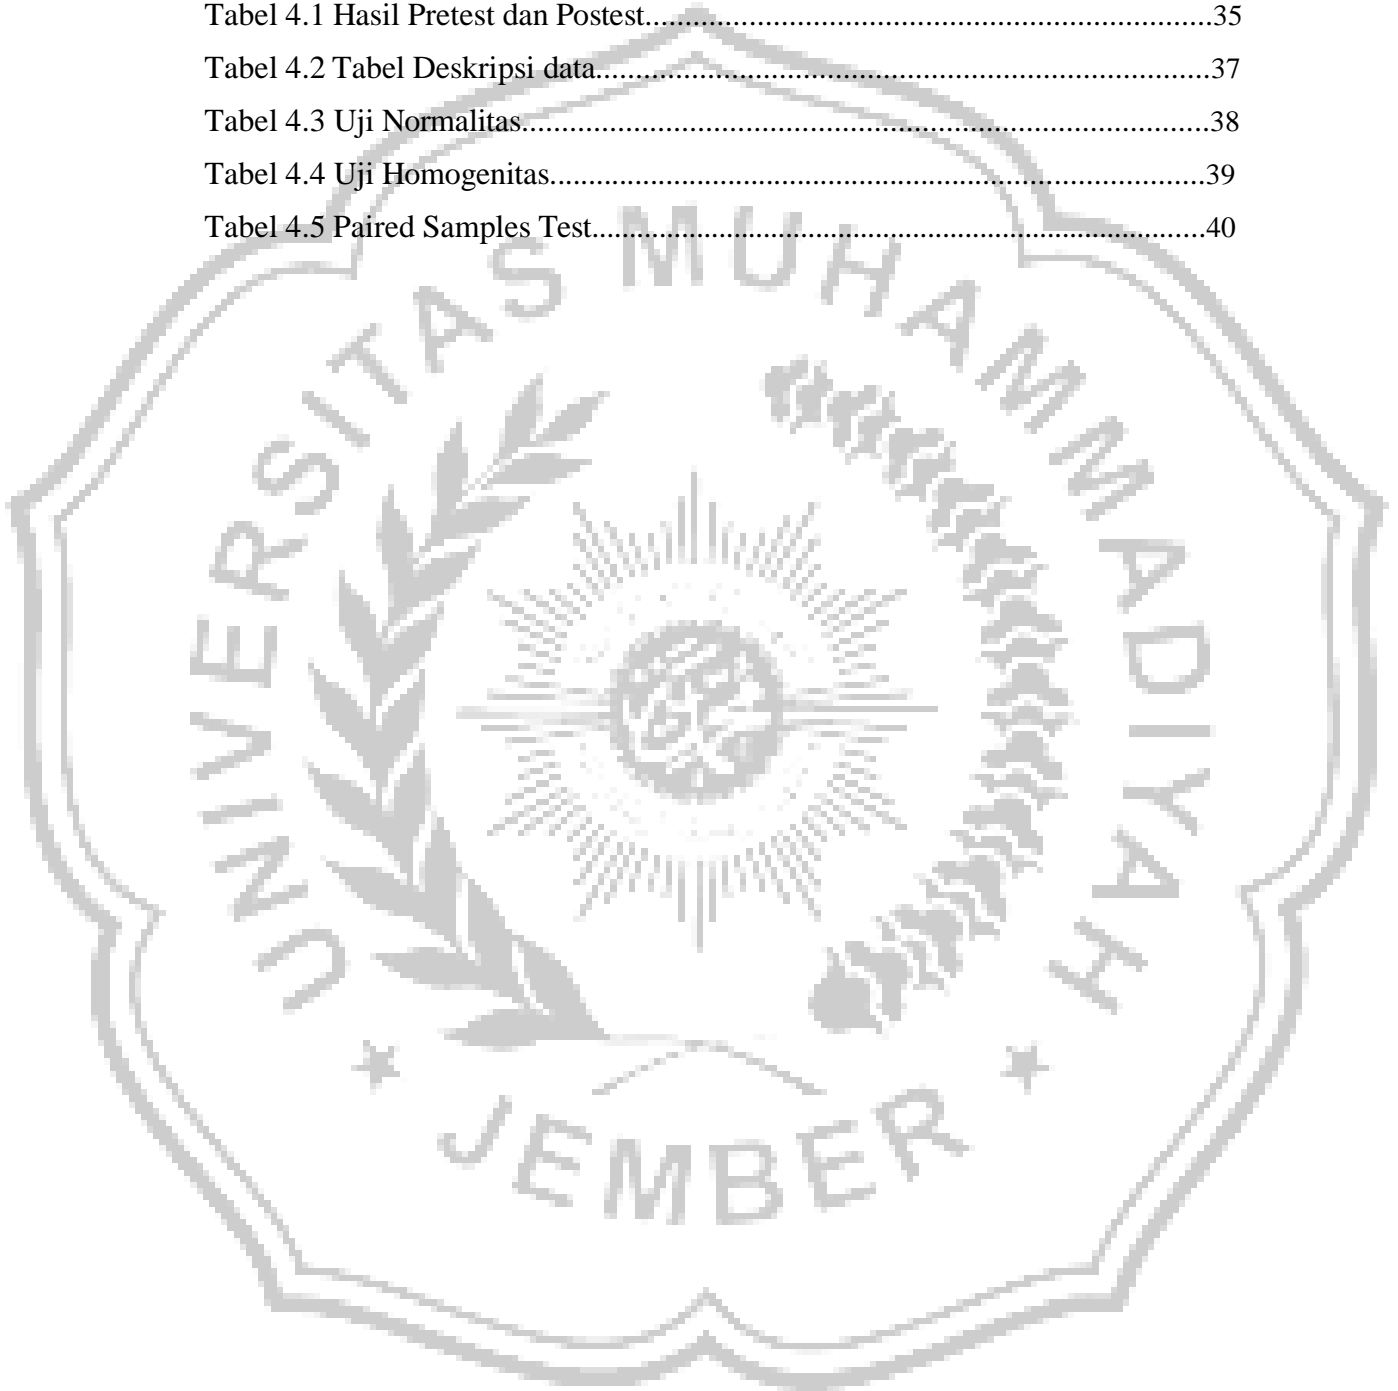 Tabel 4.1 Hasil Pretest dan Postest......................................................................35
Tabel 4.2 Tabel Deskripsi data............................................................................37
Tabel 4.3 Uji Normalitas.....................................................................................38
Tabel 4.4 Uji Homogenitas.................................................................................39
Tabel 4.5 Paired Samples Test............................................................................40
UNIVERSITAS MUHAMMADIYAH
JEMBER